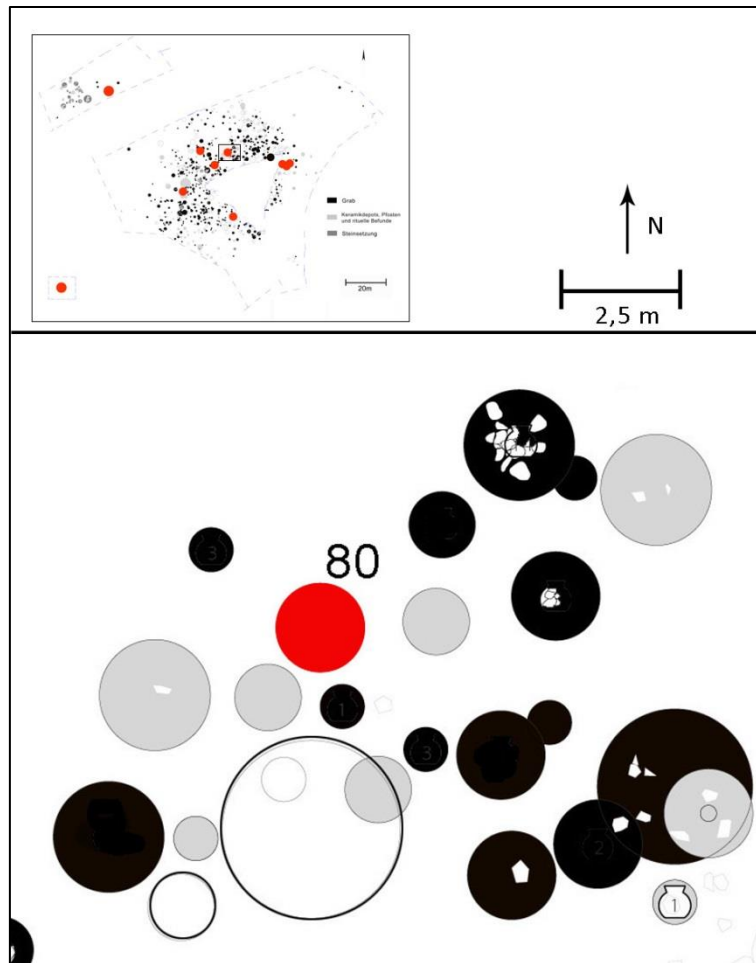 Grab
Keramikdepots, Pfosten
und rituelle Befunde
Steinsetzung
20m
N
2,5 m
80
3
1
3
2
1